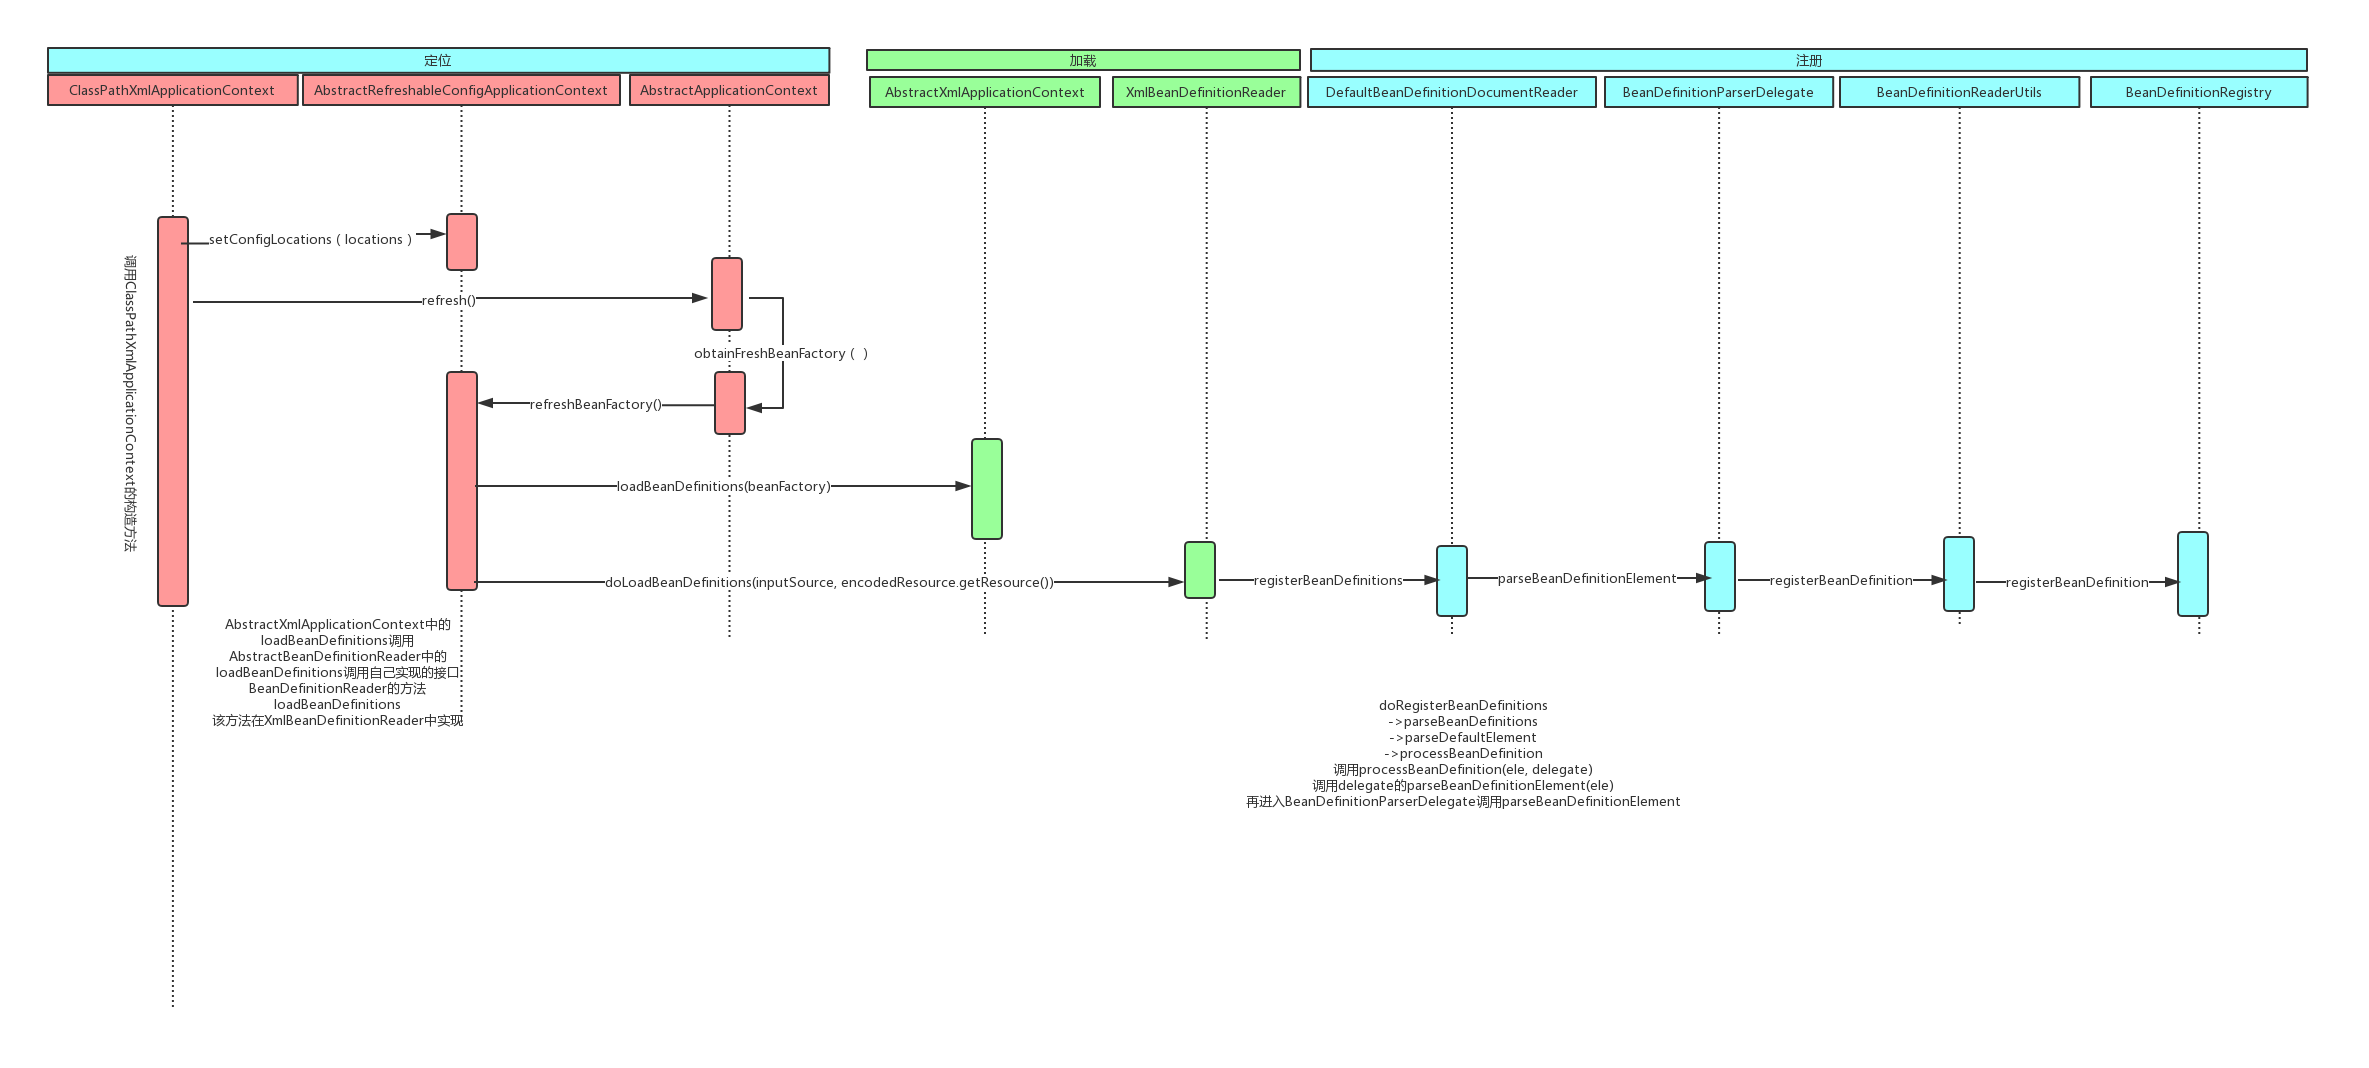 定位
加载
注册
ClassPathXmlApplicationContext
AbstractRefreshableConfigApplicationContext
AbstractApplicationContext
AbstractXmlApplicationContext
XmlBeanDefinitionReader
DefaultBeanDefinitionDocumentReader
BeanDefinitionParserDelegate
BeanDefinitionReaderUtils
BeanDefinitionRegistry
setConfigLocations ( locations )
调用ClassPathXmlApplicationContext的构造方法
refresh()
obtainFreshBeanFactory ( )
refreshBeanFactory()
loadBeanDefinitions(beanFactory)
doLoadBeanDefinitions(inputSource, encodedResource.getResource())
registerBeanDefinitions
parseBeanDefinitionElement
registerBeanDefinition
registerBeanDefinition
AbstractXmlApplicationContext中的
loadBeanDefinitions调用
AbstractBeanDefinitionReader中的
loadBeanDefinitions调用自己实现的接口
BeanDefinitionReader的方法
loadBeanDefinitions
该方法在XmlBeanDefinitionReader中实现
doRegisterBeanDefinitions
->parseBeanDefinitions
->parseDefaultElement
->processBeanDefinition
调用processBeanDefinition(ele, delegate)
调用delegate的parseBeanDefinitionElement(ele)
再进入BeanDefinitionParserDelegate调用parseBeanDefinitionElement